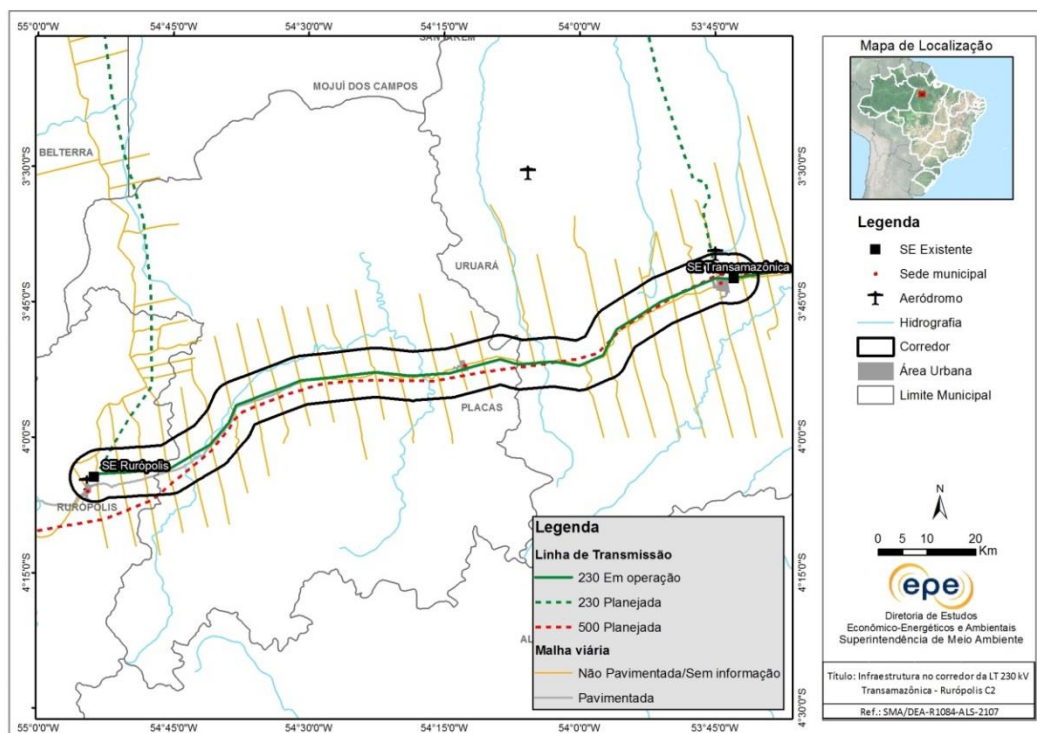 55°0'0"W 54°45'0"W 54°30'0"W 54°15'0"W 54°0'0"W 53°45'0"W
SANTARÉM
MOJUÍ DOS CAMPOS
BELTERRA
3°30'0"S 3°30'0"S
URUARÁ
SE Transamazônica
3°45'0"S 3°45'0"S
PLACAS
4°0'0"S 4°0'0"S
SE Rurópolis
RURÓPOLIS
4°15'0"S 4°15'0"S
AL
4°30'0"S
55°0'0"W 54°45'0"W 54°30'0"W 54°15'0"W 54°0'0"W 53°45'0"W
Legenda
Linha de Transmissão
230 Em operação
230 Planejada
500 Planejada
Malha viária
Não Pavimentada/Sem informação
Pavimentada
Mapa de Localização
Legenda
SE Existente
Sede municipal
Aeródromo
Hidrografia
Corredor
Área Urbana
Limite Municipal
N
0 5 10 20
Km
epe
Diretoria de Estudos
Econômico-Energéticos e Ambientais
Superintendência de Meio Ambiente
Título: Infraestrutura no corredor da LT 230 kV
Transamazônica - Rurópolis C2
Ref.: SMA/DEA-R1084-ALS-2107